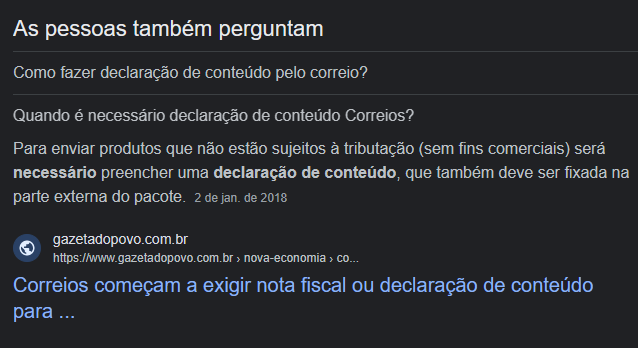 As pessoas também perguntam
Como fazer declaração de conteúdo pelo correio?
Quando é necessário declaração de conteúdo Correios?
Para enviar produtos que não estão sujeitos à tributação (sem fins comerciais) será
necessário preencher uma declaração de conteúdo, que também deve ser fixada na
parte externa do pacote. 2 de jan. de 2018
gazetadopovo.com.br
https://www.gazetadopovo.com.br › nova-economia › co...
Correios começam a exigir nota fiscal ou declaração de conteúdo
para ...